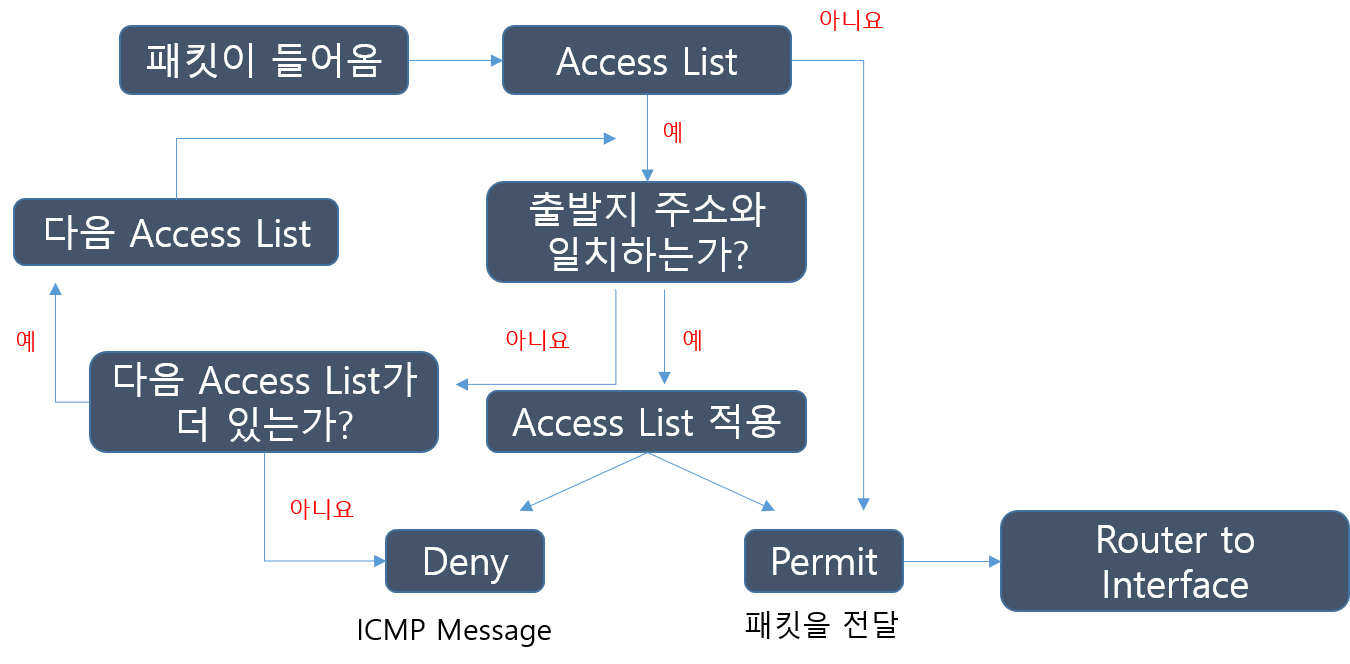 아니요
패킷이 들어옴
Access List
예
다음 Access List
출발지 주소와
일치하는가?
예
아니요
예
다음 Access List가
더 있는가?
Access List 적용
아니요
Deny
Permit
Router to
Interface
ICMP Message
패킷을 전달